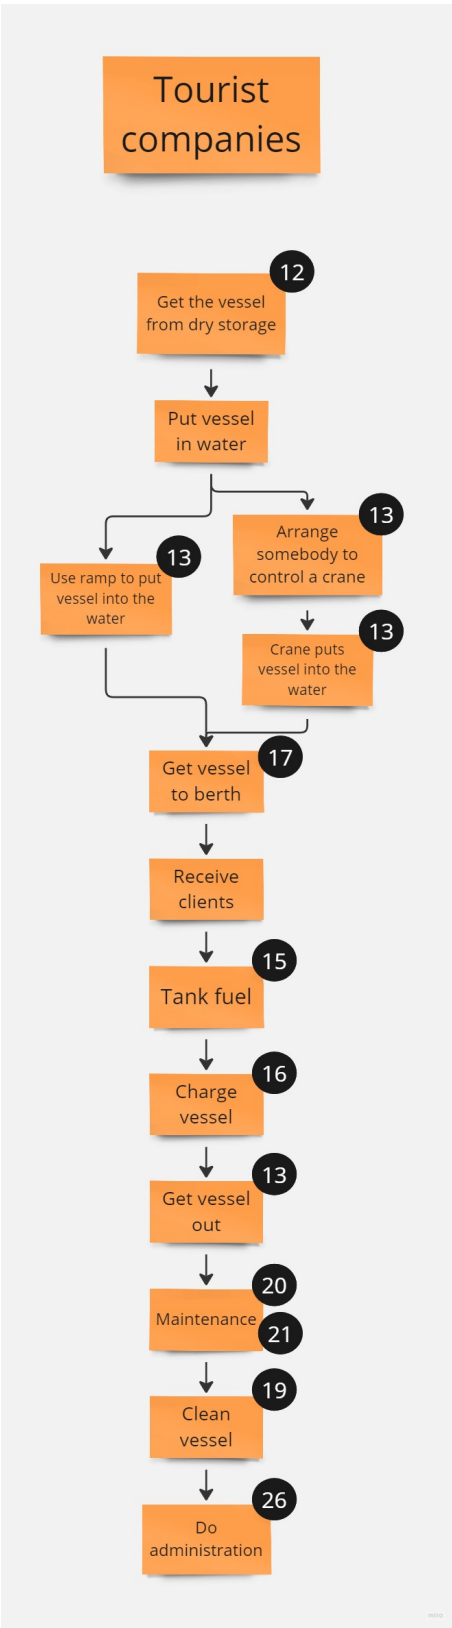 Tourist
companies
12
Get the vessel
from dry storage
Put vessel
in water
13
Use ramp to put
vessel into the
water
13
Arrange
somebody to
control a crane
13
Crane puts
vessel into the
water
17
Get vessel
to berth
Receive
clients
15
Tank fuel
16
Charge
vessel
13
Get vessel
out
20
Maintenance
21
19
Clean
vessel
26
Do
administration
miro